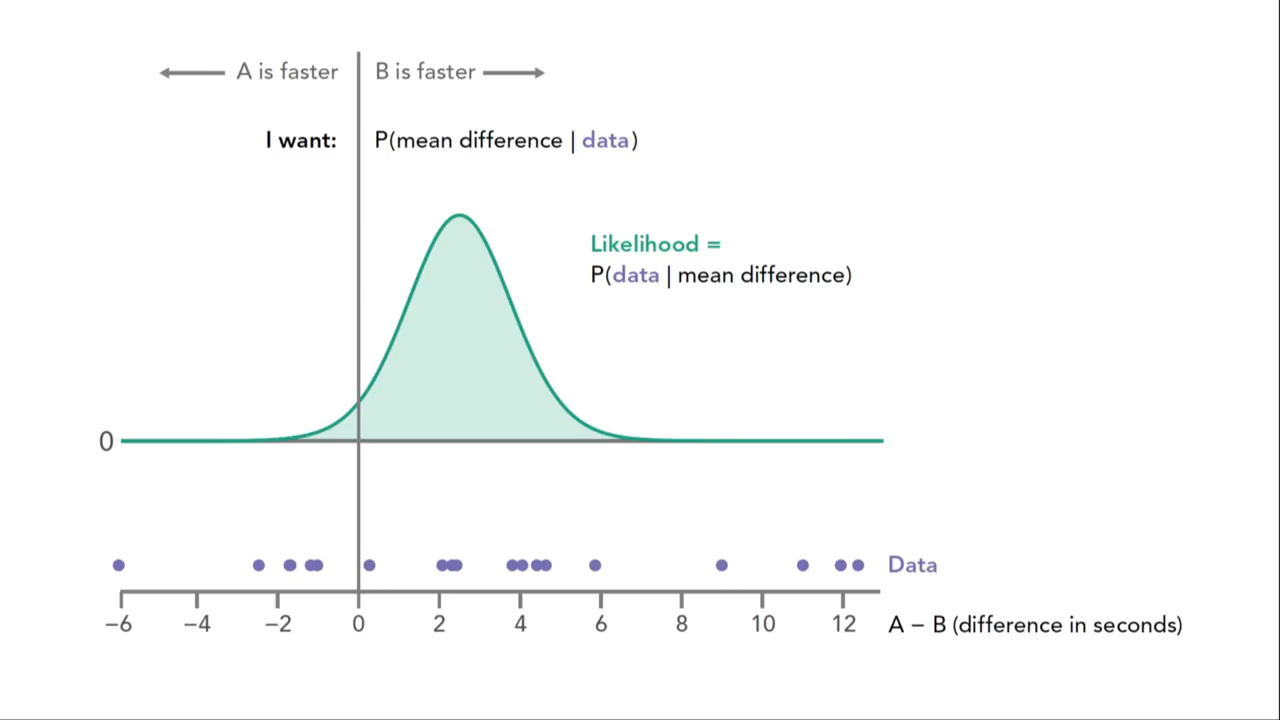 A is faster
B is faster
I want: P(mean difference | data)
Likelihood =
P(data | mean difference)
0
Data
−6 −4 −2 0 2 4 6 8 10 12 A − B (difference in seconds)